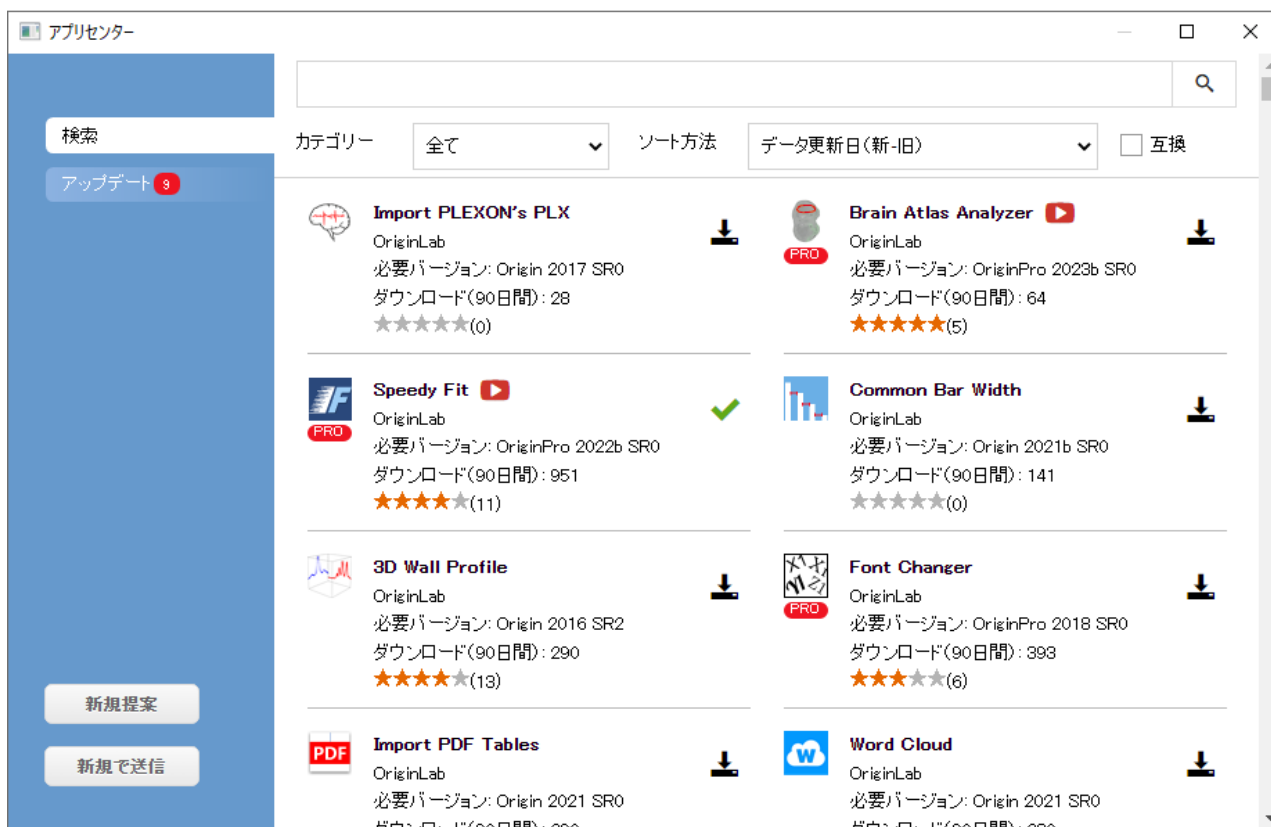 アプリセンター
検索
アップデート 9
カテゴリー 全て ソート方法 データ更新日(新-旧) 互換
Import PLEXON's PLX
OriginLab
必要バージョン: Origin 2017 SR0
ダウンロード(90日間): 28
(0)
Brain Atlas Analyzer
PRO
OriginLab
必要バージョン: OriginPro 2023b SR0
ダウンロード(90日間): 64
(5)
Speedy Fit
PRO
OriginLab
必要バージョン: OriginPro 2022b SR0
ダウンロード(90日間): 951
(11)
Common Bar Width
OriginLab
必要バージョン: Origin 2021b SR0
ダウンロード(90日間): 141
(0)
3D Wall Profile
OriginLab
必要バージョン: Origin 2016 SR2
ダウンロード(90日間): 290
(13)
Font Changer
PRO
OriginLab
必要バージョン: OriginPro 2018 SR0
ダウンロード(90日間): 393
(6)
PDF
Import PDF Tables
OriginLab
必要バージョン: Origin 2021 SR0
W
Word Cloud
OriginLab
必要バージョン: Origin 2021 SR0
新規提案
新規で送信